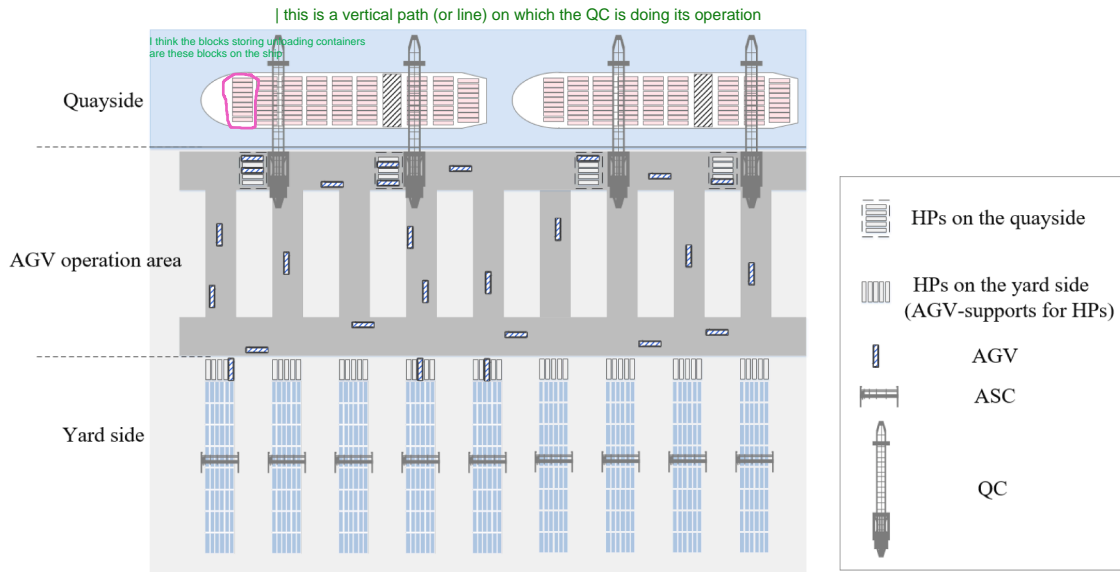 | this is a vertical path (or line) on which the QC is doing its operation
I think the blocks storing unloading containers
are these blocks on the ship
Quayside
AGV operation area
Yard side
HPs on the quayside
HPs on the yard side
(AGV-supports for HPs)
AGV
ASC
QC